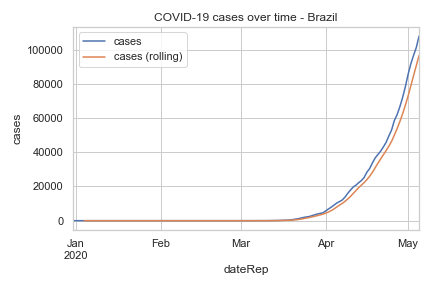 COVID-19 cases over time - Brazil
cases
cases (rolling)
100000
80000
60000
40000
20000
0
cases
Jan
2020
Feb
Mar
Apr
May
dateRep